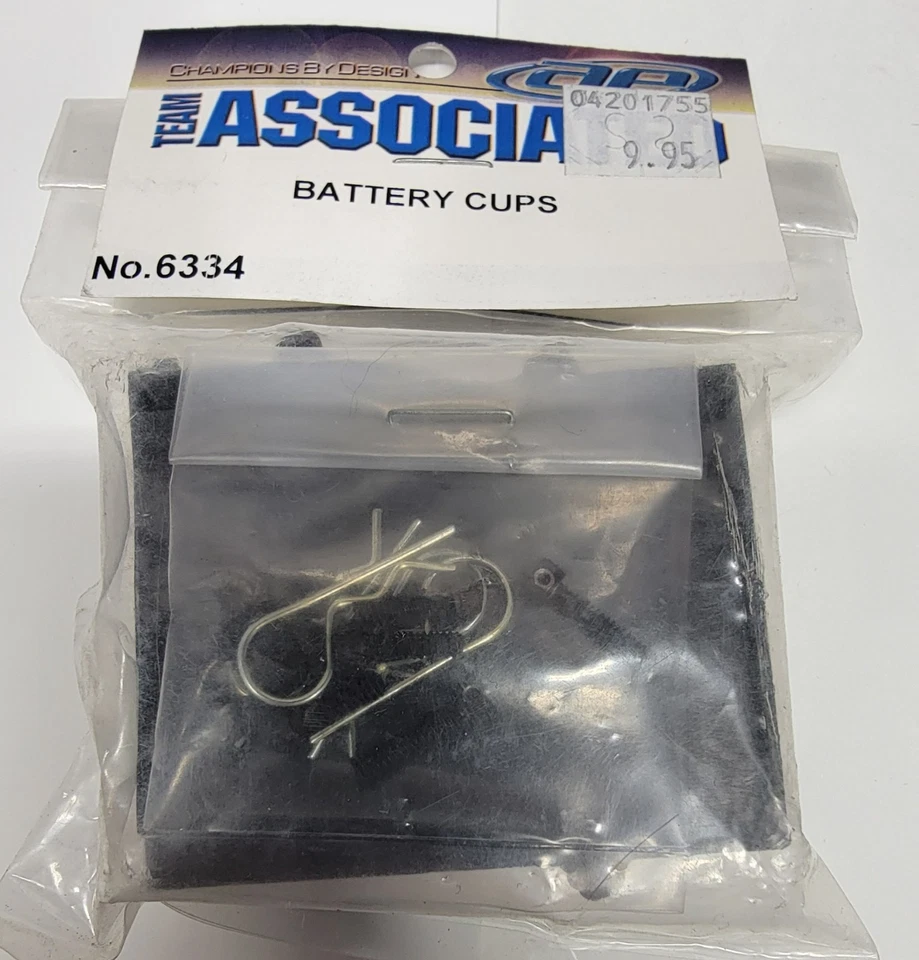 CHAMPIONS BY DESIGN
TEAM ASSOCIA D
04201755
9.95
BATTERY CUPS
No.6334